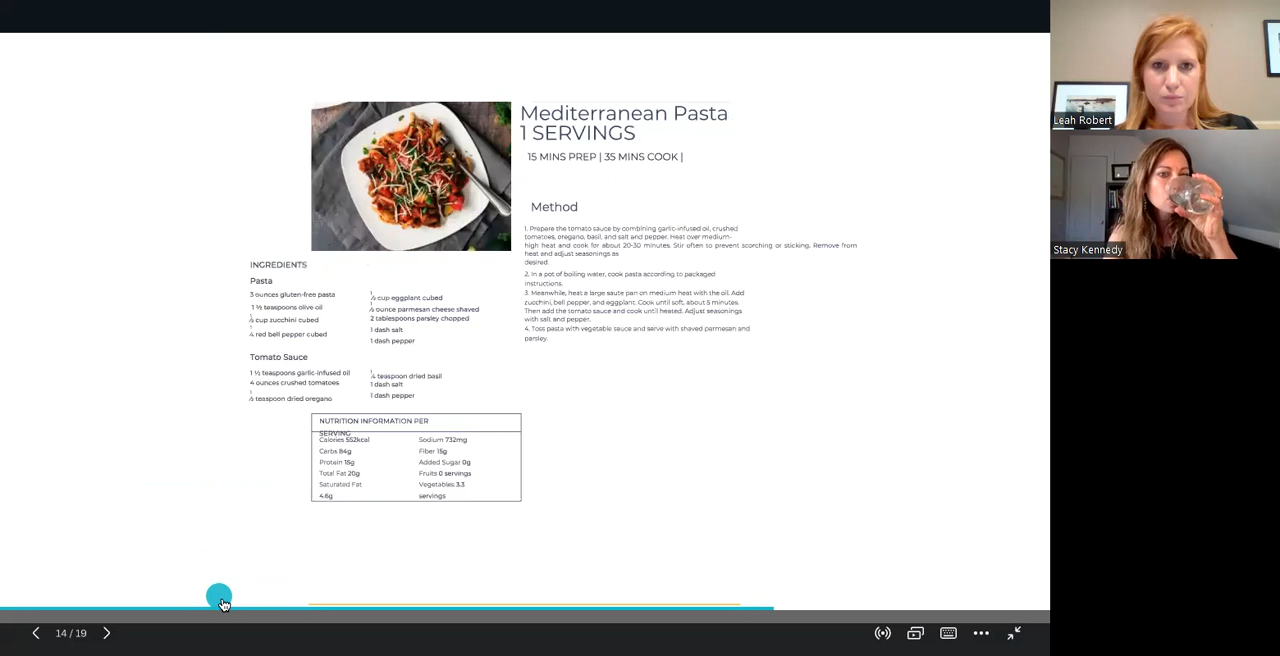 Mediterranean Pasta
1 SERVINGS
15 MINS PREP | 35 MINS COOK |
Method
1. Prepare the tomato sauce by combining garlic-infused oil, crushed
tomatoes, oregano, basil, and salt and pepper. Heat over medium-
high heat and cook for about 20-30 minutes. Stir often to prevent scorching or sticking. Remove from
heat and adjust seasonings as
desired.
2. In a pot of boiling water, cook pasta according to packaged
instructions.
3. Meanwhile, heat a large saute pan on medium heat with the oil. Add
zucchini, bell pepper, and eggplant. Cook until soft, about 5 minutes.
Then add the tomato sauce and cook until heated. Adjust seasonings
with salt and pepper.
4. Toss pasta with vegetable sauce and serve with shaved parmesan and
parsley.
INGREDIENTS
Pasta
3 ounces gluten-free pasta
1 ½ teaspoons olive oil
cup zucchini cubed
red bell pepper cubed
cup eggplant cubed
ounce parmesan cheese shaved
2 tablespoons parsley chopped
1 dash salt
1 dash pepper
Tomato Sauce
1 ½ teaspoons garlic-infused oil
4 ounces crushed tomatoes
teaspoon dried oregano
teaspoon dried basil
1 dash salt
1 dash pepper
NUTRITION INFORMATION PER
SERVING
Calories 552kcal
Carbs 84g
Protein 15g
Total Fat 20g
Saturated Fat
4.6g
Sodium 732mg
Fiber 15g
Added Sugar 0g
Fruits 0 servings
Vegetables 3.3
servings
14 / 19
Leah Robert
Stacy Kennedy